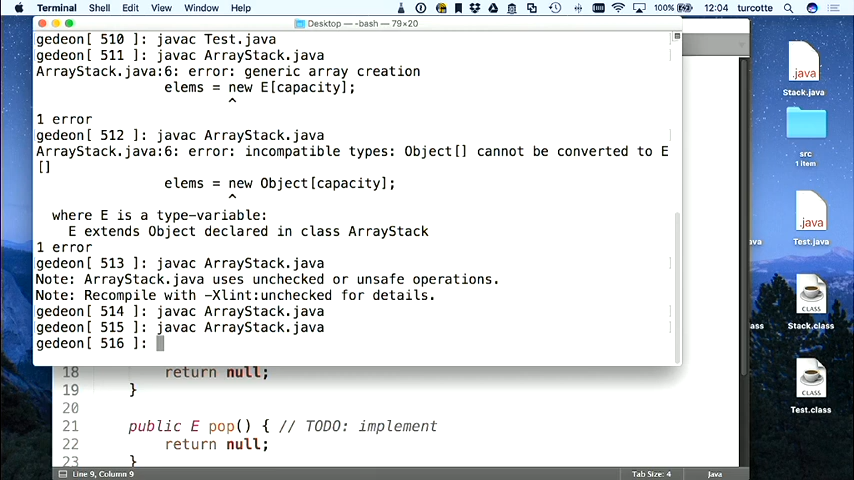 Terminal Shell Edit View Window Help 100% 12:04 turcotte
Desktop — -bash — 79×20
gedeon[ 510 ]: javac Test.java
gedeon[ 511 ]: javac ArrayStack.java
ArrayStack.java:6: error: generic array creation
elems = new E[capacity];
^
1 error
gedeon[ 512 ]: javac ArrayStack.java
ArrayStack.java:6: error: incompatible types: Object[] cannot be converted to E
[]
elems = new Object[capacity];
^
where E is a type-variable:
E extends Object declared in class ArrayStack
1 error
gedeon[ 513 ]: javac ArrayStack.java
Note: ArrayStack.java uses unchecked or unsafe operations.
Note: Recompile with -Xlint:unchecked for details.
gedeon[ 514 ]: javac ArrayStack.java
gedeon[ 515 ]: javac ArrayStack.java
gedeon[ 516 ]:
18 return null;
19 }
20
21 public E pop() { // TODO: implement
22 return null;
23 }
Line 9, Column 9 Tab Size: 4 Java
.java
Stack.java
src
1 item
.java
Test.java
ava
CLASS
Stack.class
ass
CLASS
Test.class